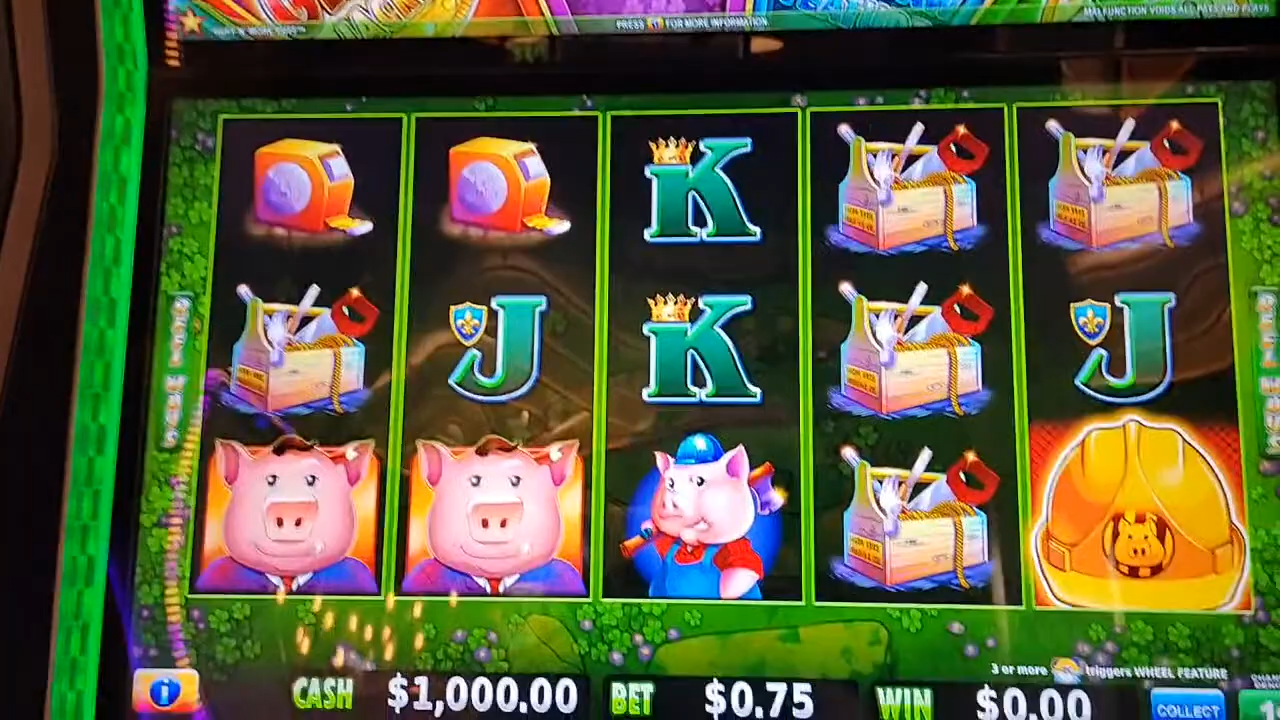 PRESS FOR MORE INFORMATION
MALFUNCTION VOIDS ALL PAYS AND PLAYS
K
J
K
J
3 or more triggers WHEEL FEATURE
CASH $1,000.00 BET $0.75 WIN $0.00
COLLECT